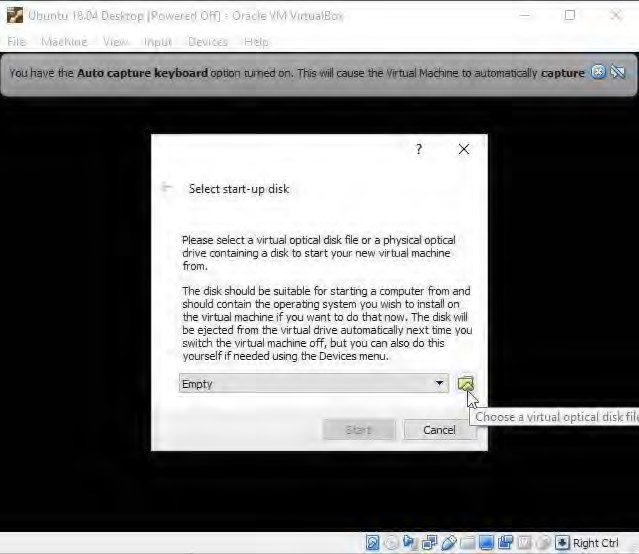 Ubuntu 18.04 Desktop [Powered Off] - Oracle VM VirtualBox
File Machine View Input Devices Help
You have the Auto capture keyboard option turned on. This will cause the Virtual Machine to automatically capture
?
Select start-up disk
Please select a virtual optical disk file or a physical optical
drive containing a disk to start your new virtual machine
from.
The disk should be suitable for starting a computer from and
should contain the operating system you wish to install on
the virtual machine if you want to do that now. The disk will
be ejected from the virtual drive automatically next time you
switch the virtual machine off, but you can also do this
yourself if needed using the Devices menu.
Empty
Choose a virtual optical disk file
Start Cancel
Right Ctrl